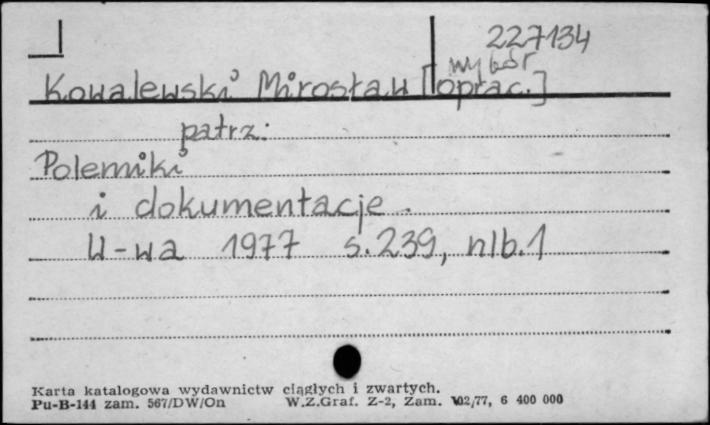 227134
wybór
Kowalewski Mirosław [oprac.]
patrz:
Polemiki
i dokumentacje.
W-wa 1977 s.239, nlb.1
Karta katalogowa wydawnictw ciągłych i zwartych.
Pu-B-144 zam. 567/DW/On W.Z.Graf. Z-2, Zam. 102/77, 6 400 000